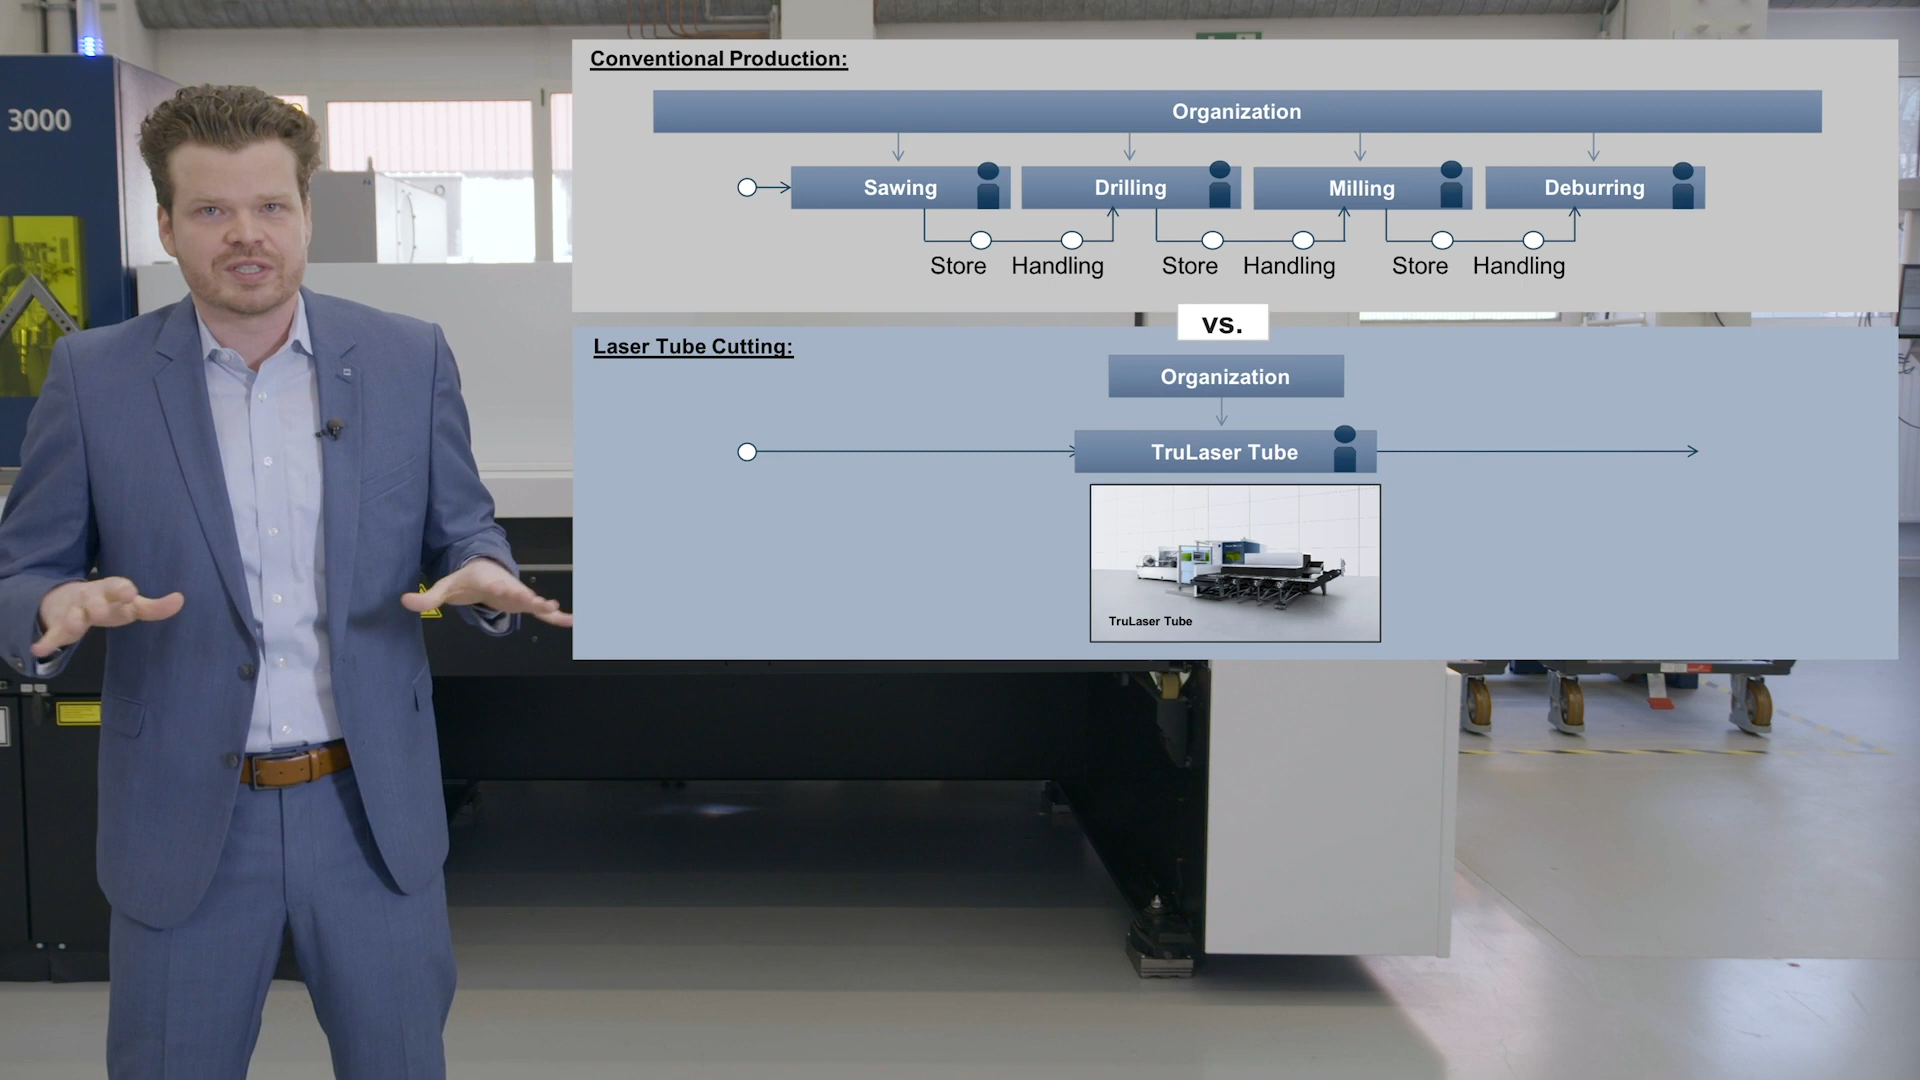 3000
Conventional Production:
Organization
Sawing Drilling Milling Deburring
Store Handling Store Handling Store Handling
vs.
Laser Tube Cutting:
Organization
TruLaser Tube
TruLaser Tube